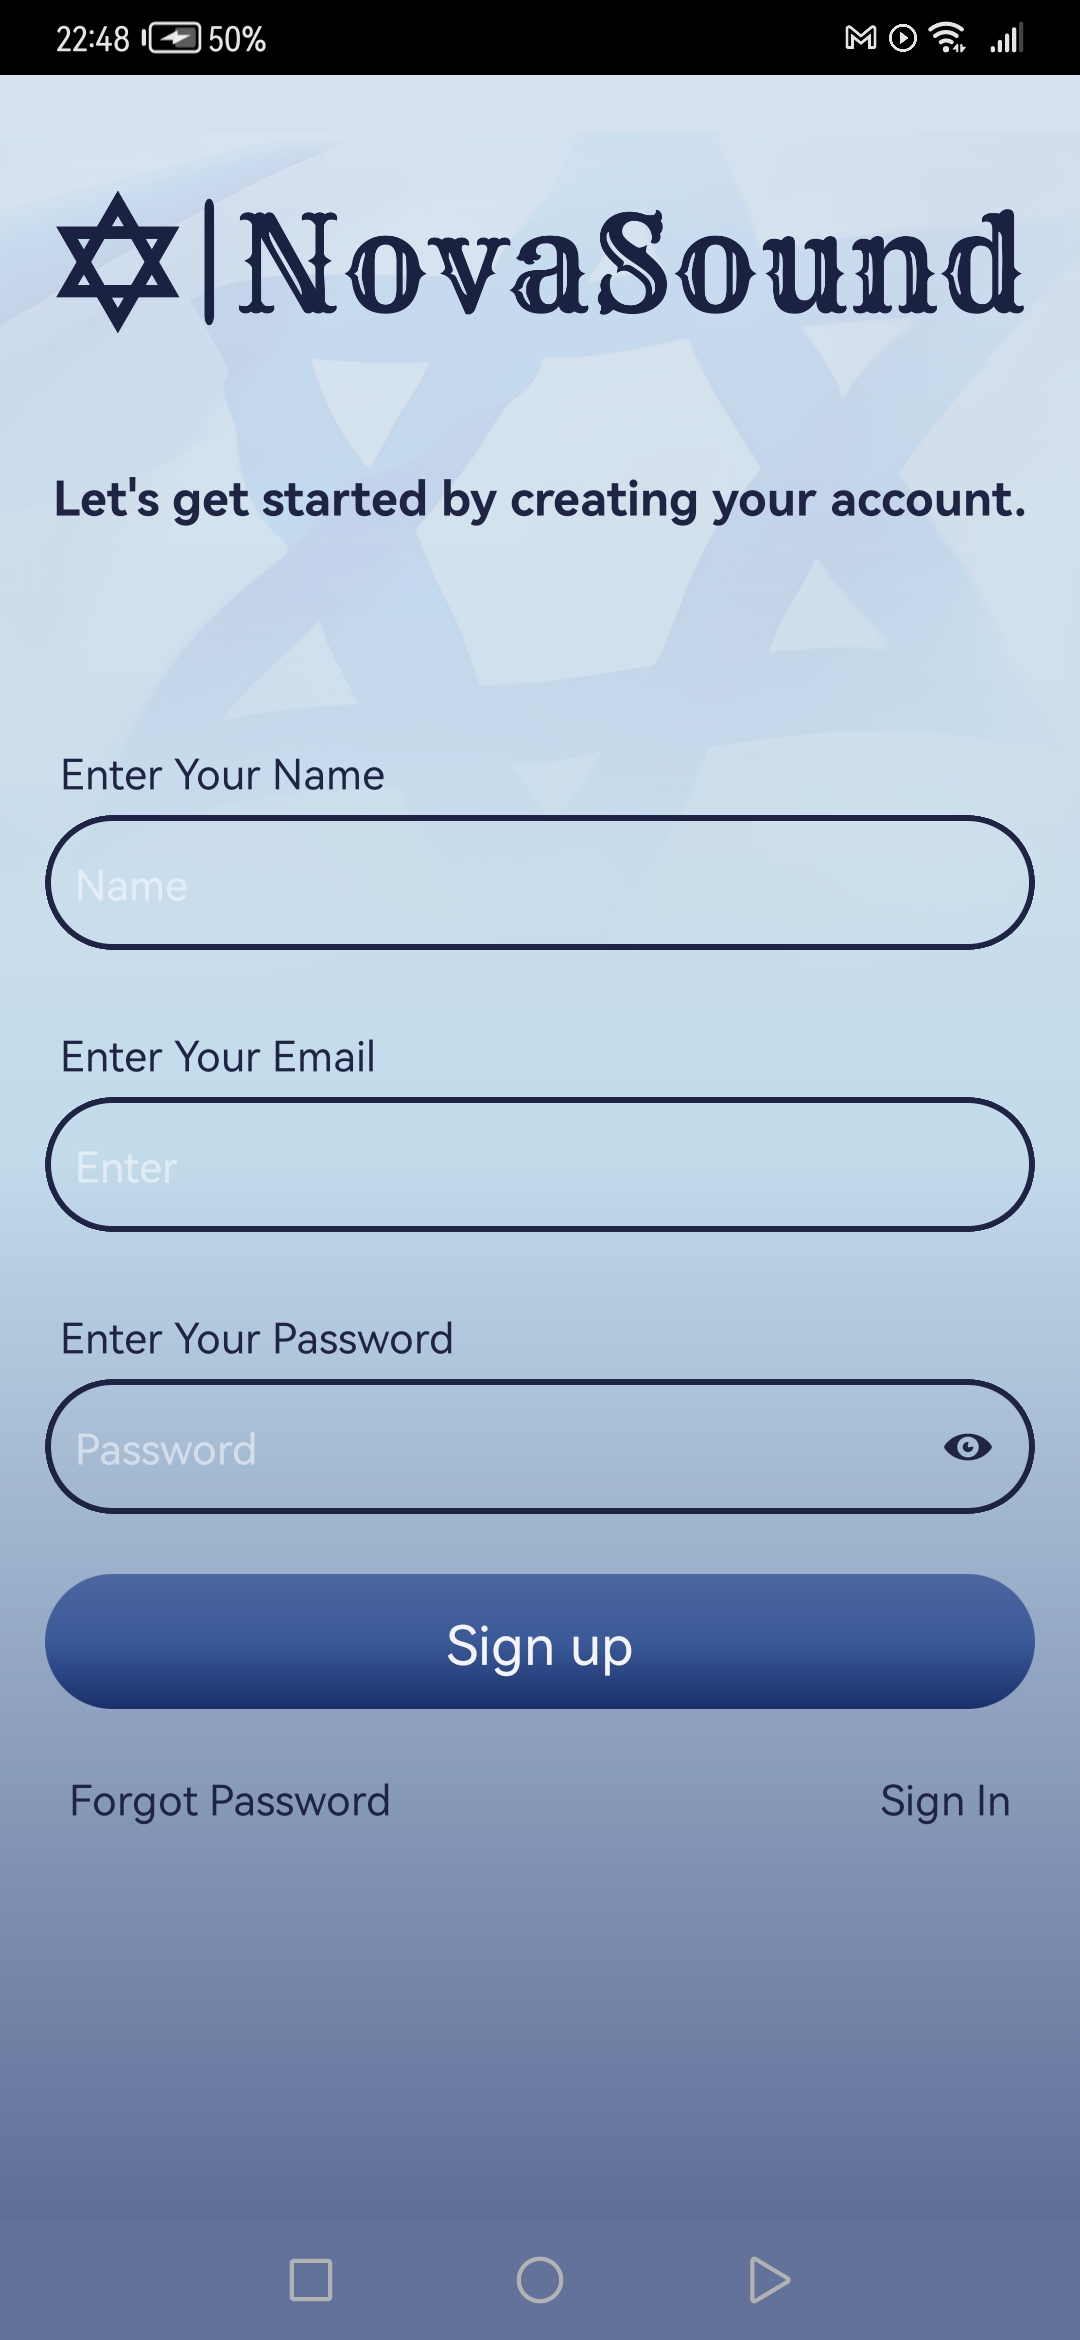 22:48 50%
NovaSound
Let's get started by creating your account.
Enter Your Name
Name
Enter Your Email
Enter
Enter Your Password
Password
Sign up
Forgot Password Sign In